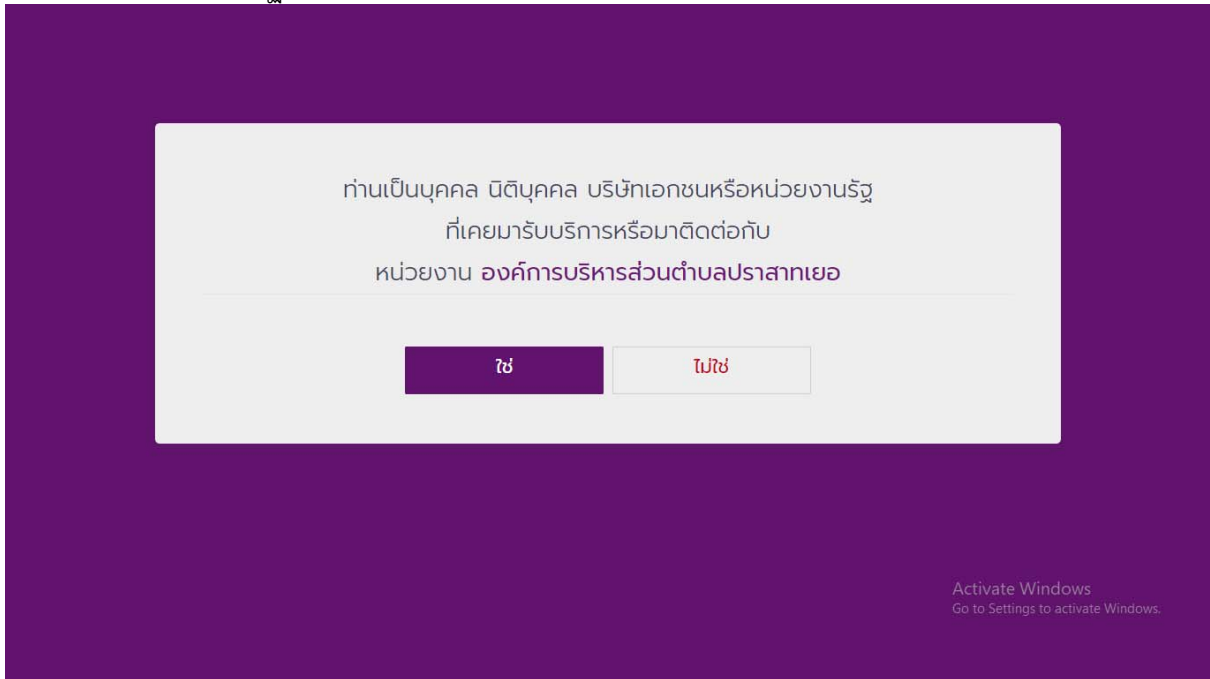 ท่านเป็นบุคคล นิติบุคคล บริษัทเอกชนหรือหน่วยงานรัฐ
ที่เคยมารับบริการหรือมาติดต่อกับ
หน่วยงาน องค์การบริหารส่วนตำบลปราสาทเยอ
ใช่
ไม่ใช่
Activate Windows
Go to Settings to activate Windows.